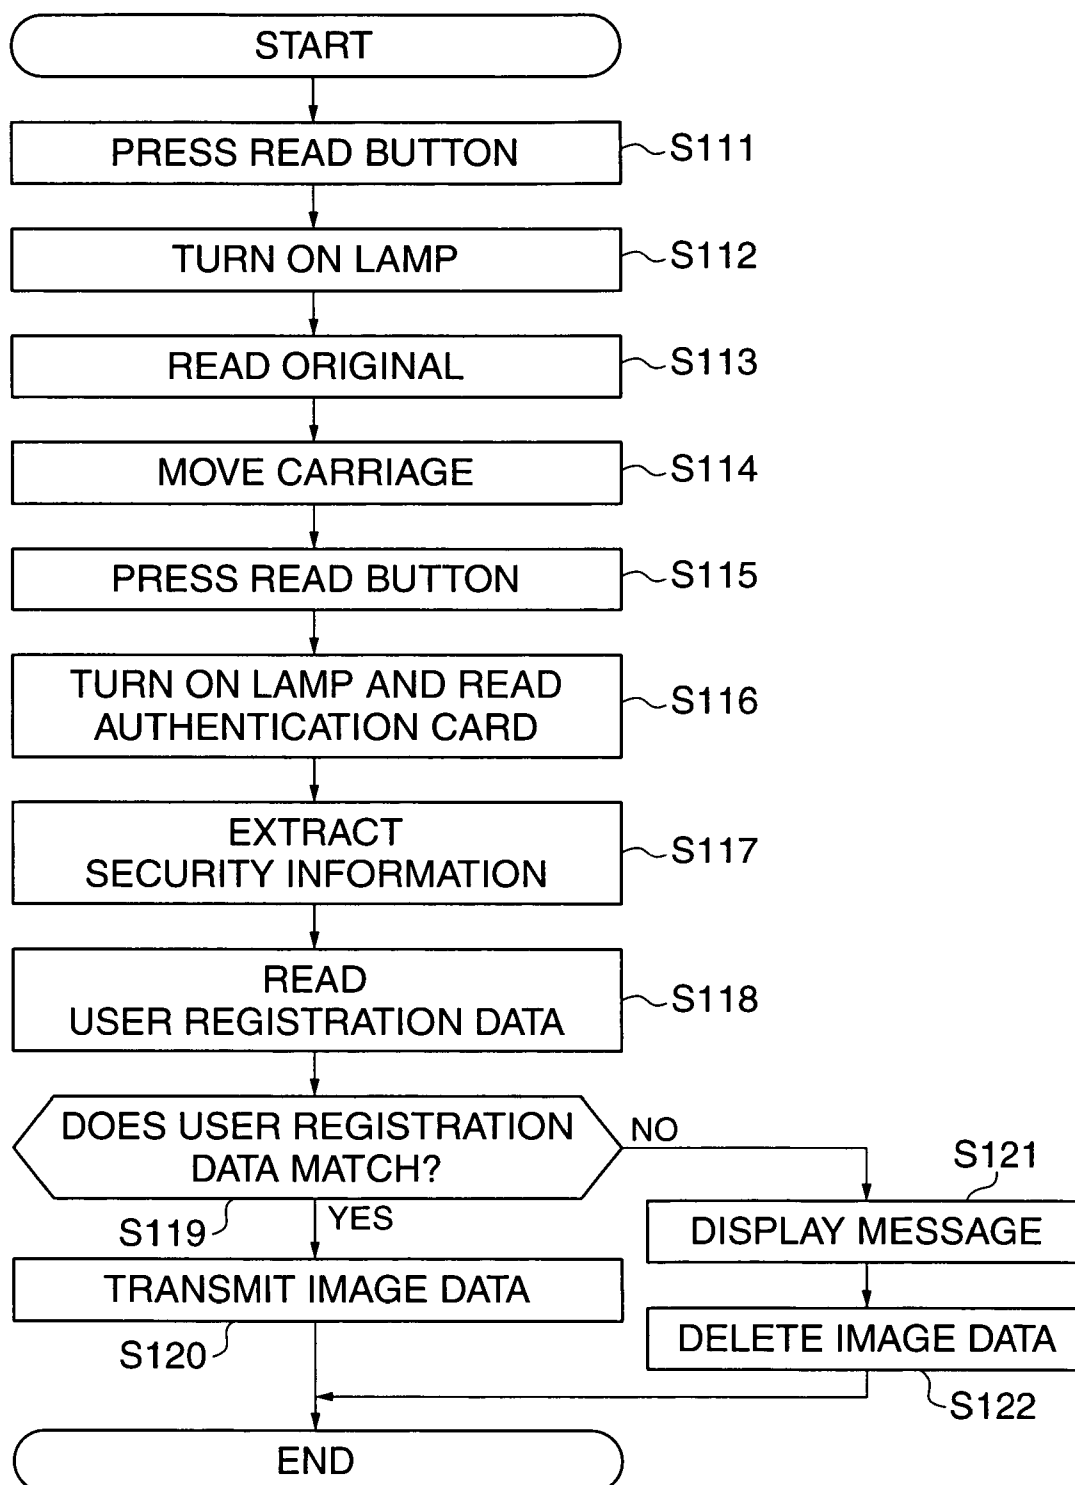 START
PRESS READ BUTTON
S111
TURN ON LAMP
S112
READ ORIGINAL
S113
MOVE CARRIAGE
S114
PRESS READ BUTTON
S115
TURN ON LAMP AND READ
AUTHENTICATION CARD
S116
EXTRACT
SECURITY INFORMATION
S117
READ
USER REGISTRATION DATA
S118
DOES USER REGISTRATION
DATA MATCH?
NO
S119
YES
S121
DISPLAY MESSAGE
TRANSMIT IMAGE DATA
S120
DELETE IMAGE DATA
S122
END